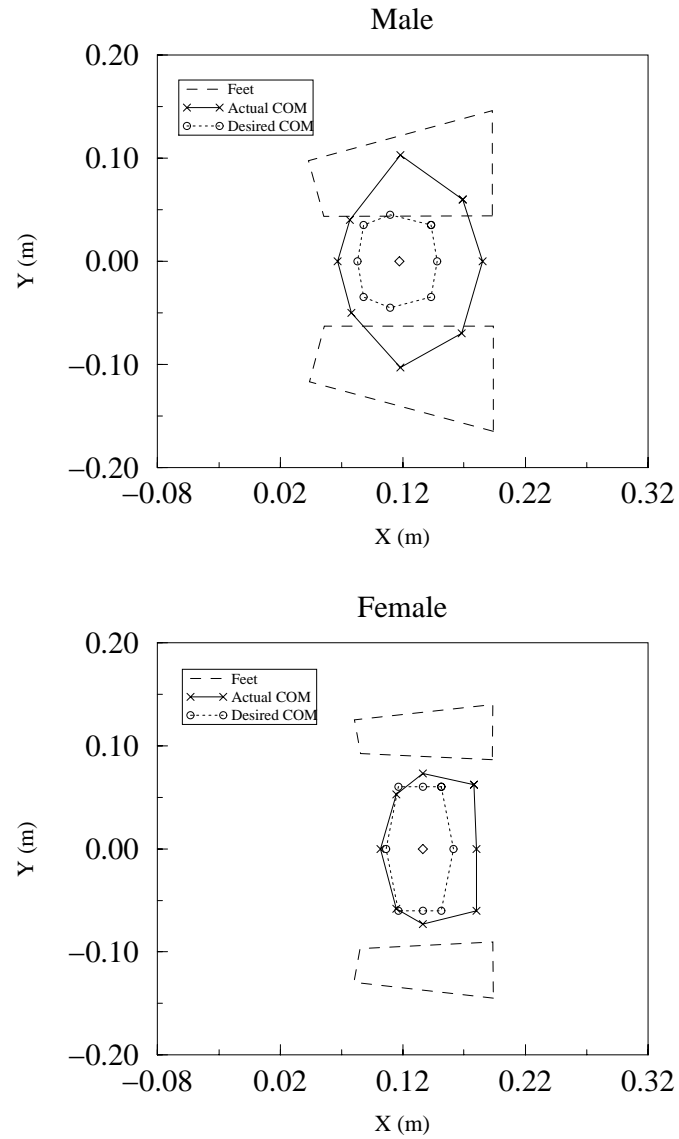 Male
0.20
0.10
0.00
−0.10
−0.20
Y (m)
Feet
Actual COM
Desired COM
−0.08 0.02 0.12 0.22 0.32
X (m)
Female
0.20
0.10
0.00
−0.10
−0.20
Y (m)
Feet
Actual COM
Desired COM
−0.08 0.02 0.12 0.22 0.32
X (m)